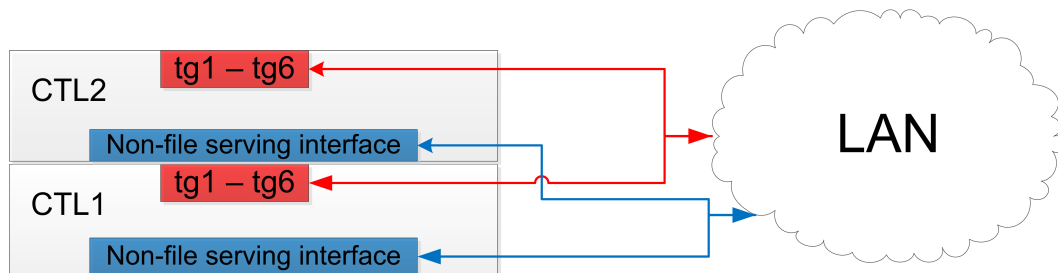 tg1 – tg6
CTL2
Non-file serving interface
tg1 – tg6
CTL1
Non-file serving interface
LAN